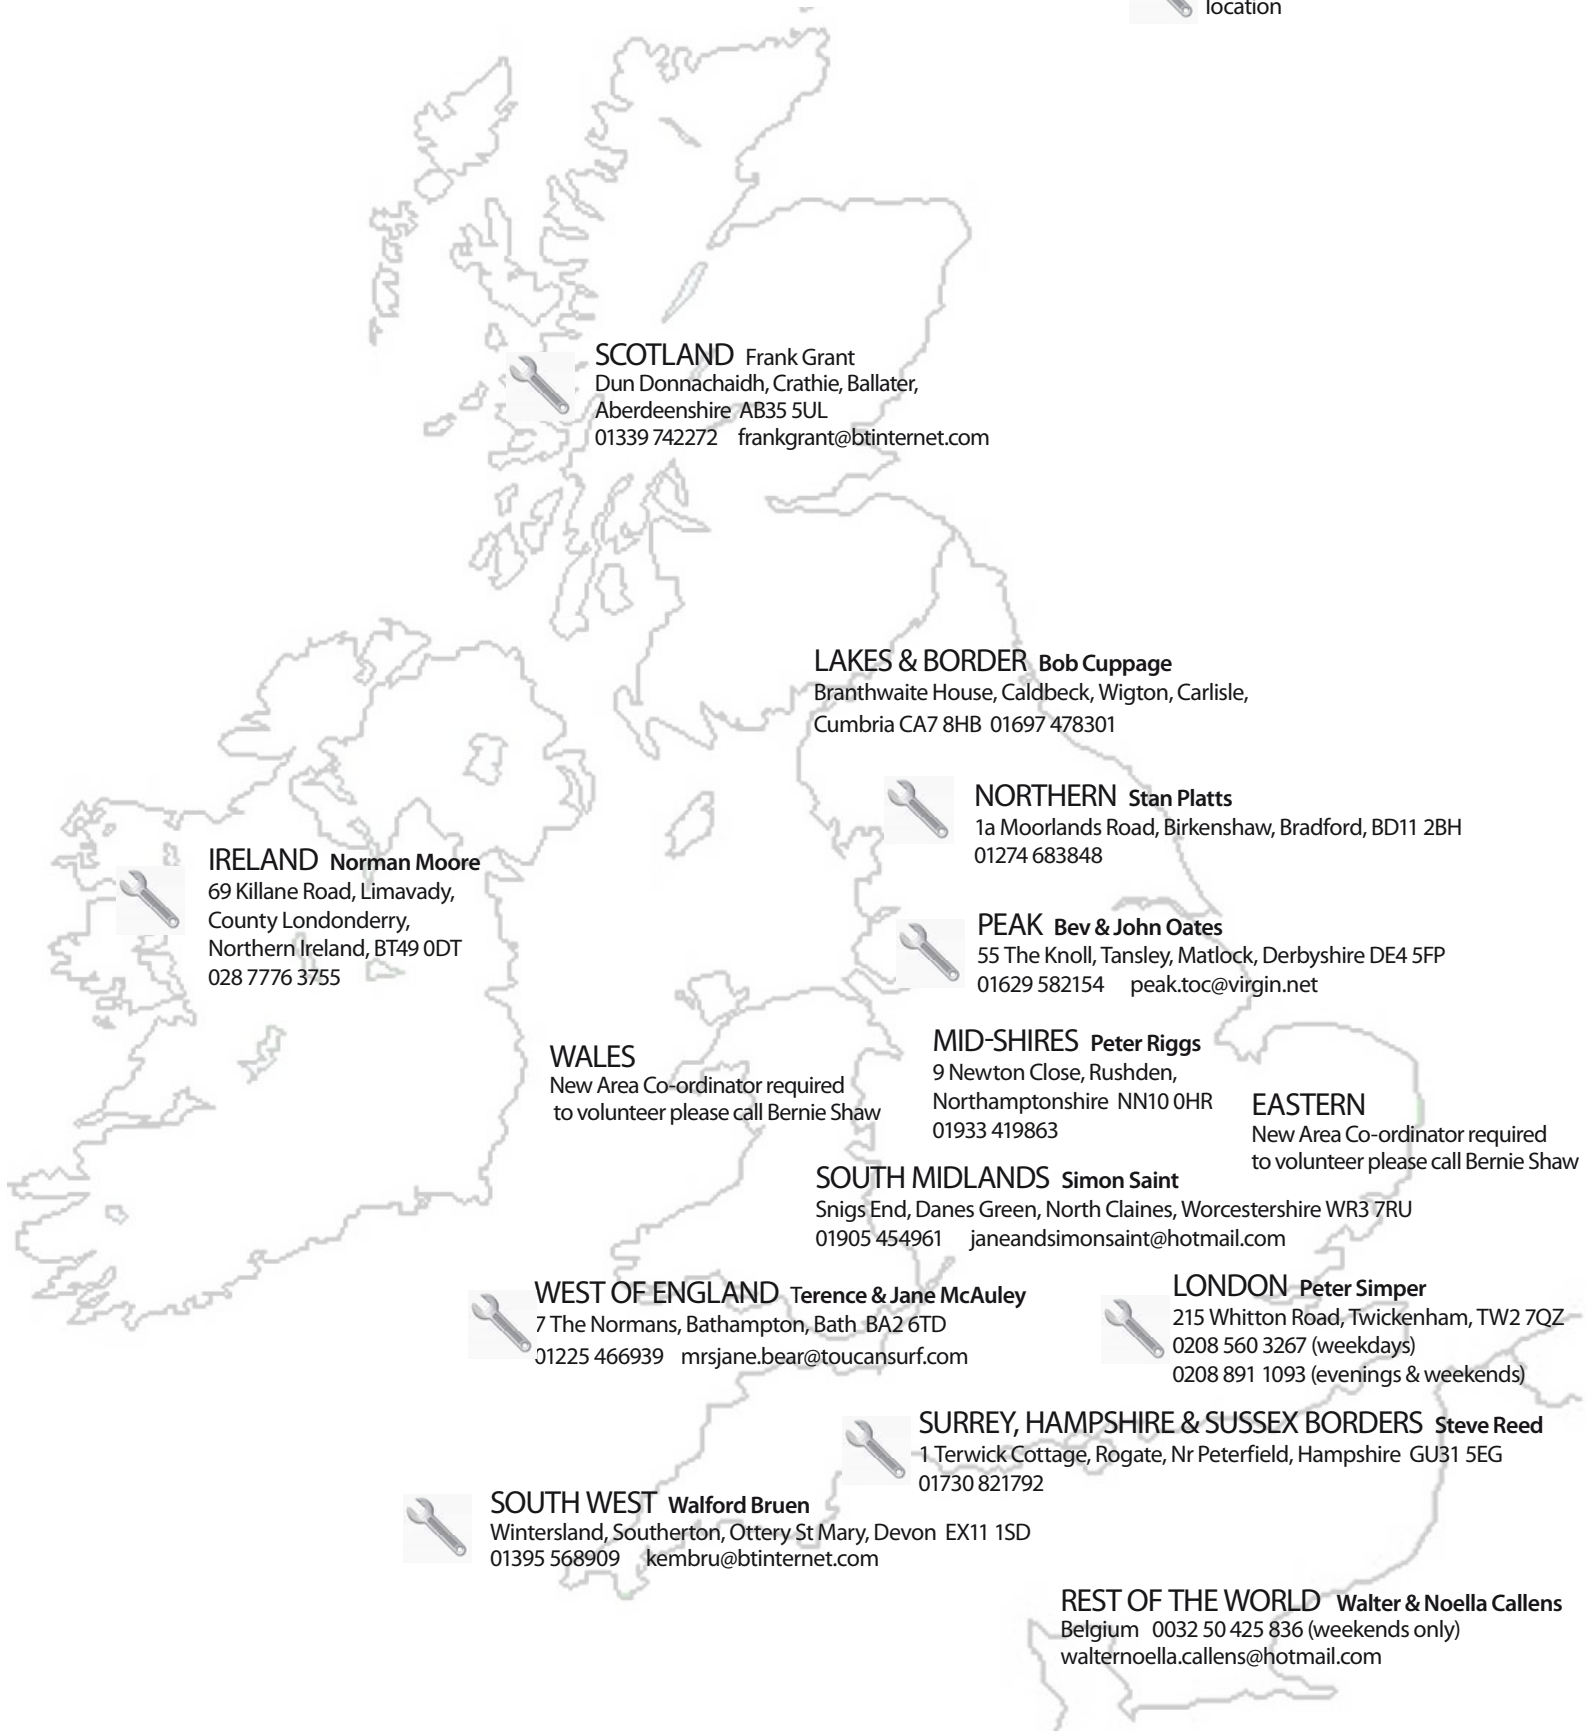 location
SCOTLAND Frank Grant
Dun Donnachaidh, Crathie, Ballater,
Aberdeenshire AB35 5UL
01339 742272 frankgrant@btinternet.com
LAKES & BORDER Bob Cuppage
Branthwaite House, Caldbeck, Wigton, Carlisle,
Cumbria CA7 8HB 01697 478301
NORTHERN Stan Platts
1a Moorlands Road, Birkenshaw, Bradford, BD11 2BH
01274 683848
IRELAND Norman Moore
69 Killane Road, Limavady,
County Londonderry,
Northern Ireland, BT49 0DT
028 7776 3755
PEAK Bev & John Oates
55 The Knoll, Tansley, Matlock, Derbyshire DE4 5FP
01629 582154 peak.toc@virgin.net
WALES
New Area Co-ordinator required
to volunteer please call Bernie Shaw
MID-SHIRES Peter Riggs
9 Newton Close, Rushden,
Northamptonshire NN10 0HR
01933 419863
EASTERN
New Area Co-ordinator required
to volunteer please call Bernie Shaw
SOUTH MIDLANDS Simon Saint
Snigs End, Danes Green, North Claines, Worcestershire WR3 7RU
01905 454961 janeandsimonsaint@hotmail.com
WEST OF ENGLAND Terence & Jane McAuley
7 The Normans, Bathampton, Bath BA2 6TD
01225 466939 mrsjane.bear@toucansurf.com
LONDON Peter Simper
215 Whitton Road, Twickenham, TW2 7QZ
0208 560 3267 (weekdays)
0208 891 1093 (evenings & weekends)
SURREY, HAMPSHIRE & SUSSEX BORDERS Steve Reed
1 Terwick Cottage, Rogate, Nr Peterfield, Hampshire GU31 5EG
01730 821792
SOUTH WEST Walford Bruen
Wintersland, Southerton, Ottery St Mary, Devon EX11 1SD
01395 568909 kembru@btinternet.com
REST OF THE WORLD Walter & Noella Callens
Belgium 0032 50 425 836 (weekends only)
walternoella.callens@hotmail.com